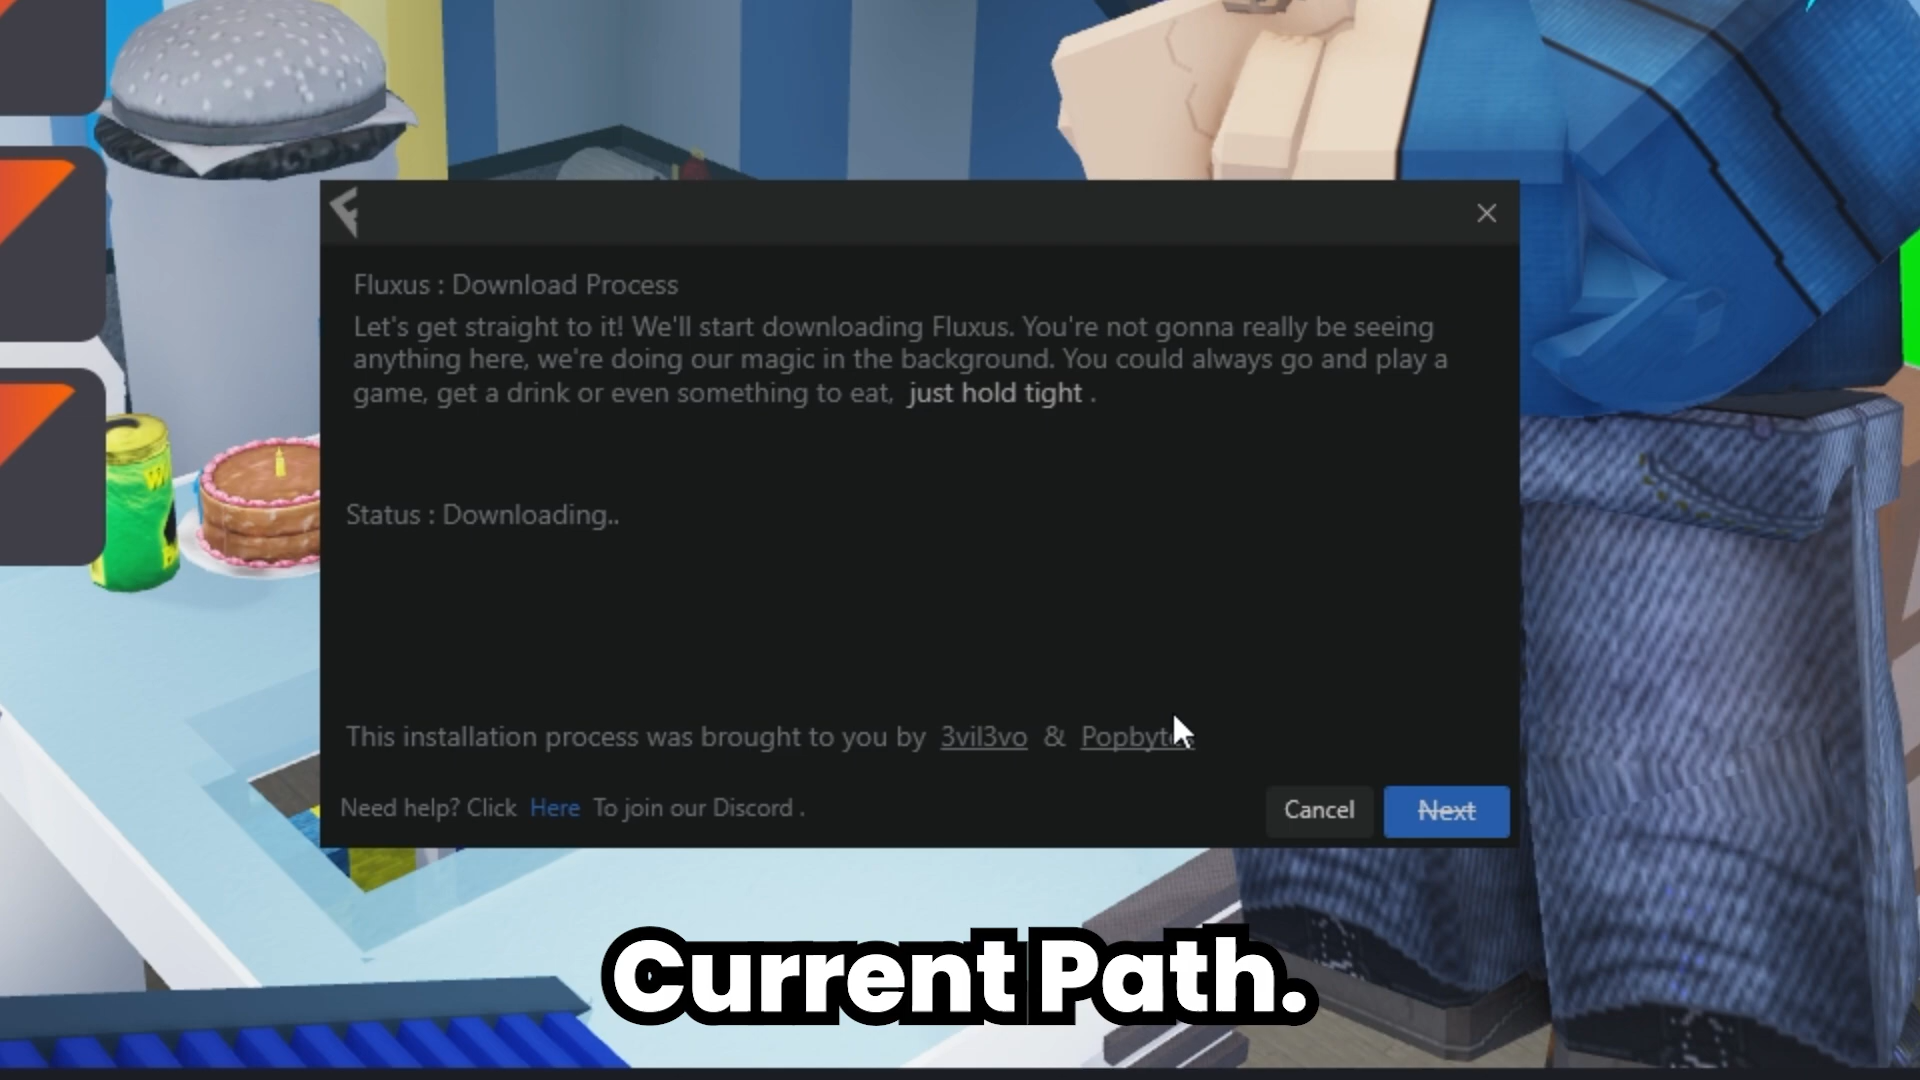 Fluxus : Download Process
Let's get straight to it! We'll start downloading Fluxus. You're not gonna really be seeing
anything here, we're doing our magic in the background. You could always go and play a
game, get a drink or even something to eat, just hold tight .
Status : Downloading..
This installation process was brought to you by 3vil3vo &
Need help? Click Here To join our Discord .
Cancel
Next
Current Path.